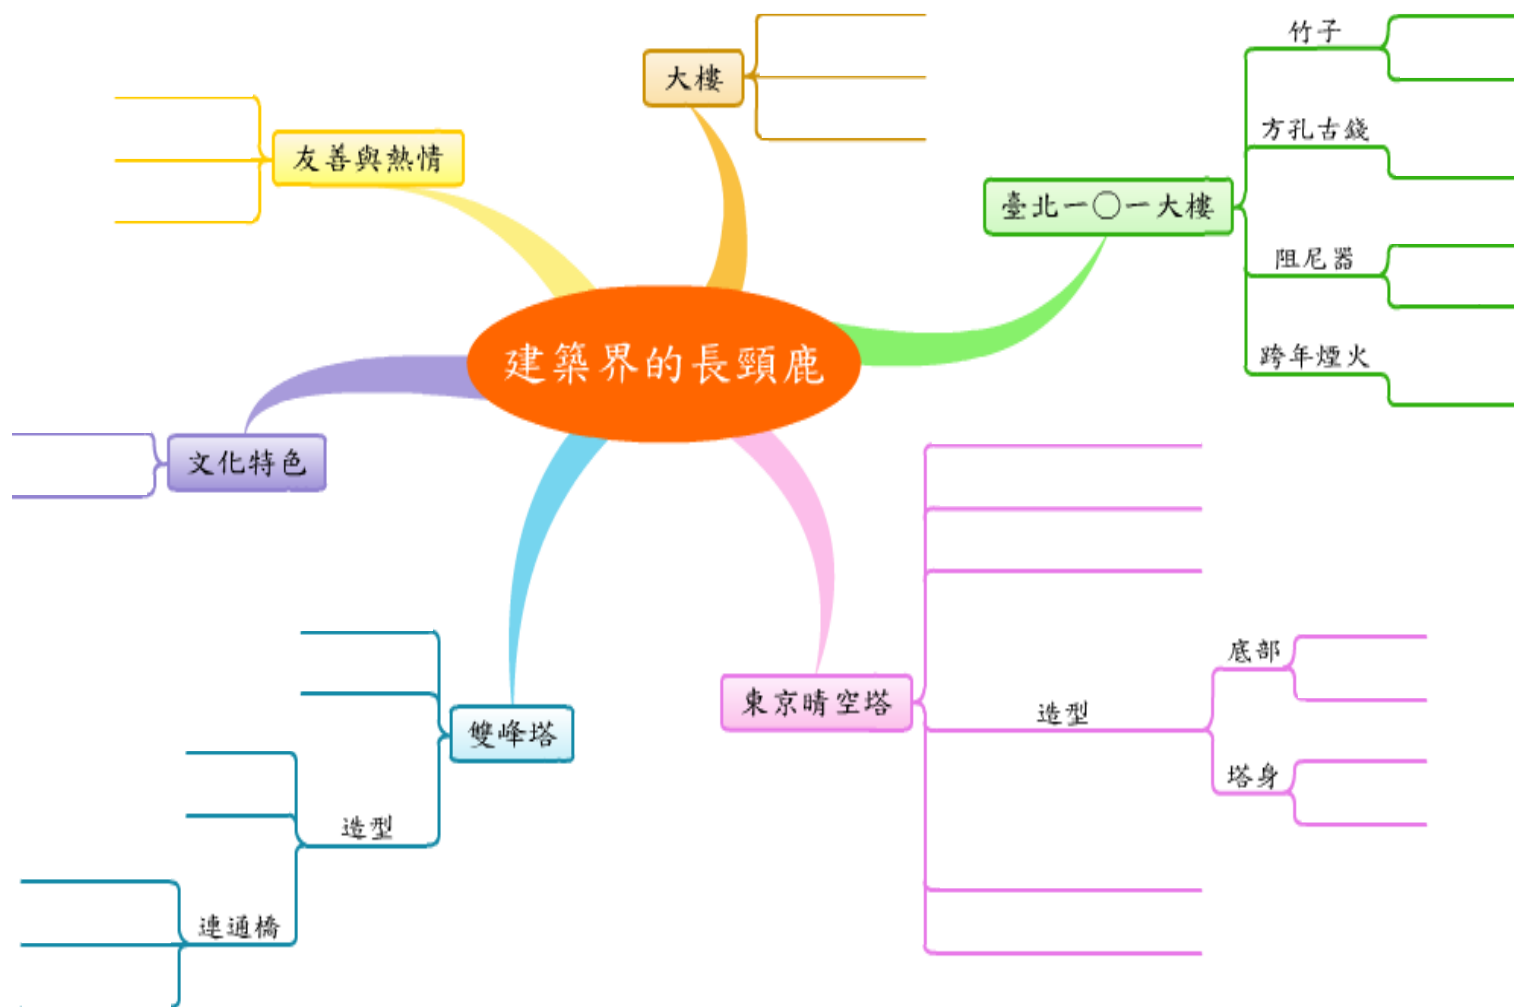 大樓
竹子
方孔古錢
臺北一〇一大樓
阻尼器
跨年煙火
友善與熱情
建築界的長頸鹿
文化特色
東京晴空塔
造型
底部
塔身
雙峰塔
造型
連通橋